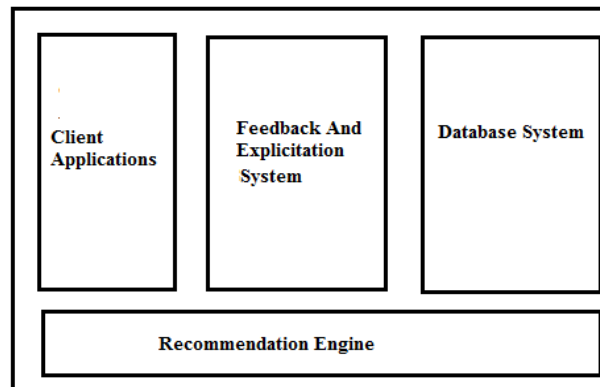 Client
Applications
Feedback And
Explicitation
System
Database System
Recommendation Engine